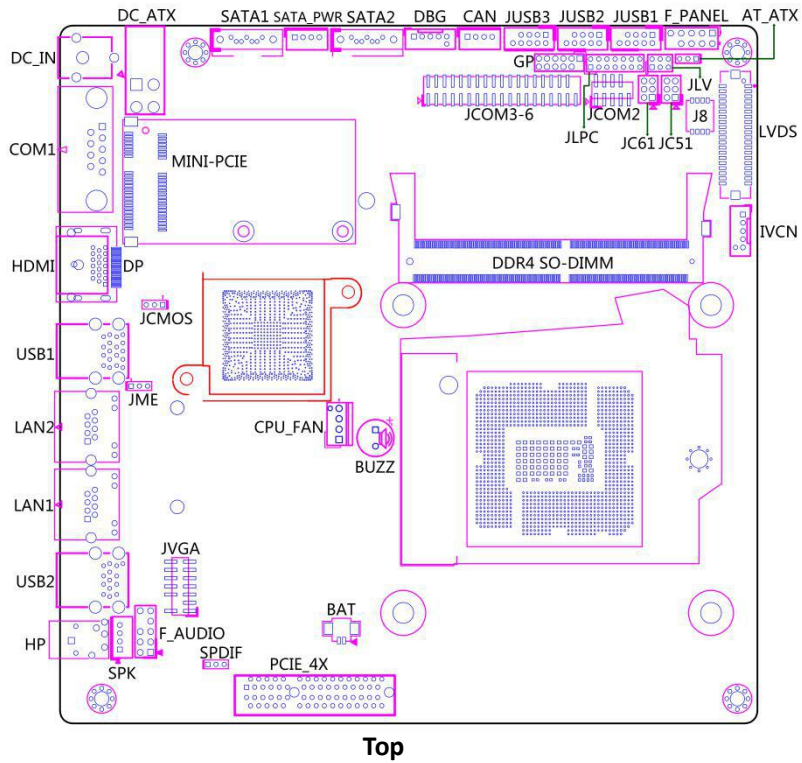 DC_ATX SATA1 SATA_PWR SATA2 DBG CAN JUSB3 JUSB2 JUSB1 F_PANEL AT_ATX
DC_IN
GP
JLV
JCOM3-6
JCOM2
J8
JLPC
JC61
JC51
LVDS
COM1
MINI-PCIE
IVCN
HDMI
DP
DDR4 SO-DIMM
JCMOS
USB1
JME
LAN2
CPU_FAN
BUZZ
LAN1
JVGA
USB2
BAT
HP
F_AUDIO
SPK
SPDIF
PCIE_4X
Top